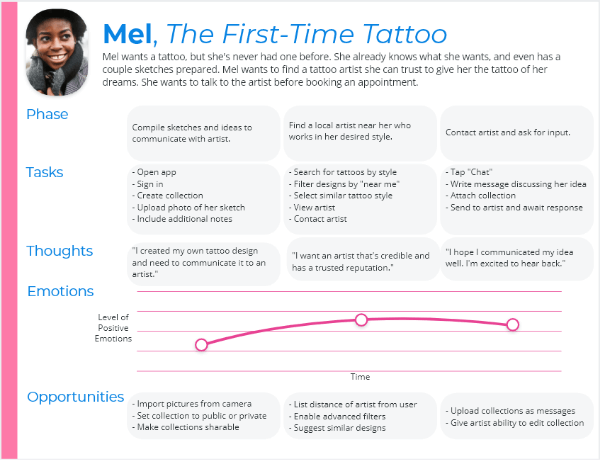 Mel, The First-Time Tattoo
Mel wants a tattoo, but she's never had one before. She already knows what she wants, and even has a
couple sketches prepared. Mel wants to find a tattoo artist she can trust to give her the tattoo of her
dreams. She wants to talk to the artist before booking an appointment.
Phase
Compile sketches and ideas to
communicate with artist.
Find a local artist near her who
works in her desired style.
Contact artist and ask for input.
Tasks
- Open app
- Sign in
- Create collection
- Upload photo of her sketch
- Include additional notes
- Search for tattoos by style
- Filter designs by "near me"
- Select similar tattoo style
- View artist
- Contact artist
- Tap "Chat"
- Write message discussing her idea
- Attach collection
- Send to artist and await response
Thoughts
"I created my own tattoo design
and need to communicate it to an
artist."
"I want an artist that's credible and
has a trusted reputation."
"I hope I communicated my idea
well. I'm excited to hear back."
Emotions
Level of
Positive
Emotions
Time
Opportunities
- Import pictures from camera
- Set collection to public or private
- Make collections sharable
- List distance of artist from user
- Enable advanced filters
- Suggest similar designs
- Upload collections as messages
- Give artist ability to edit collection